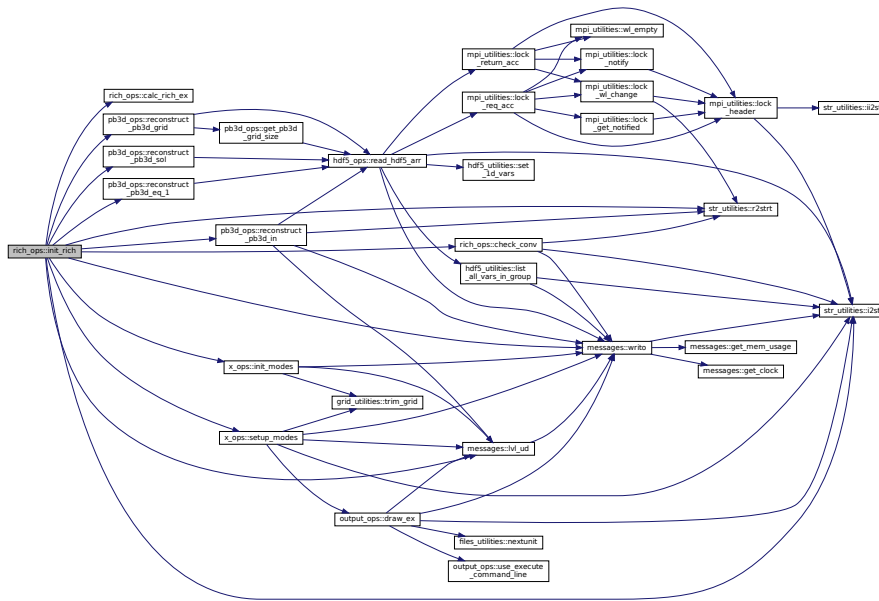 rich_ops::init_rich
rich_ops::calc_rich_ex
pb3d_ops::reconstruct
_pb3d_grid
pb3d_ops::reconstruct
_pb3d_sol
pb3d_ops::reconstruct
_pb3d_eq_1
pb3d_ops::get_pb3d
_grid_size
pb3d_ops::reconstruct
_pb3d_in
x_ops::init_modes
x_ops::setup_modes
hdf5_ops::read_hdf5_arr
grid_utilities::trim_grid
output_ops::draw_ex
mpi_utilities::lock
_return_acc
mpi_utilities::lock
_req_acc
hdf5_utilities::set
_1d_vars
rich_ops::check_conv
hdf5_utilities::list
_all_vars_in_group
messages::lvl_ud
files_utilities::nextunit
output_ops::use_execute
_command_line
mpi_utilities::wl_empty
mpi_utilities::lock
_notify
mpi_utilities::lock
_wl_change
mpi_utilities::lock
_get_notified
messages::writo
mpi_utilities::lock
_header
str_utilities::r2strt
messages::get_mem_usage
messages::get_clock
str_utilities::ii2st
str_utilities::i2st